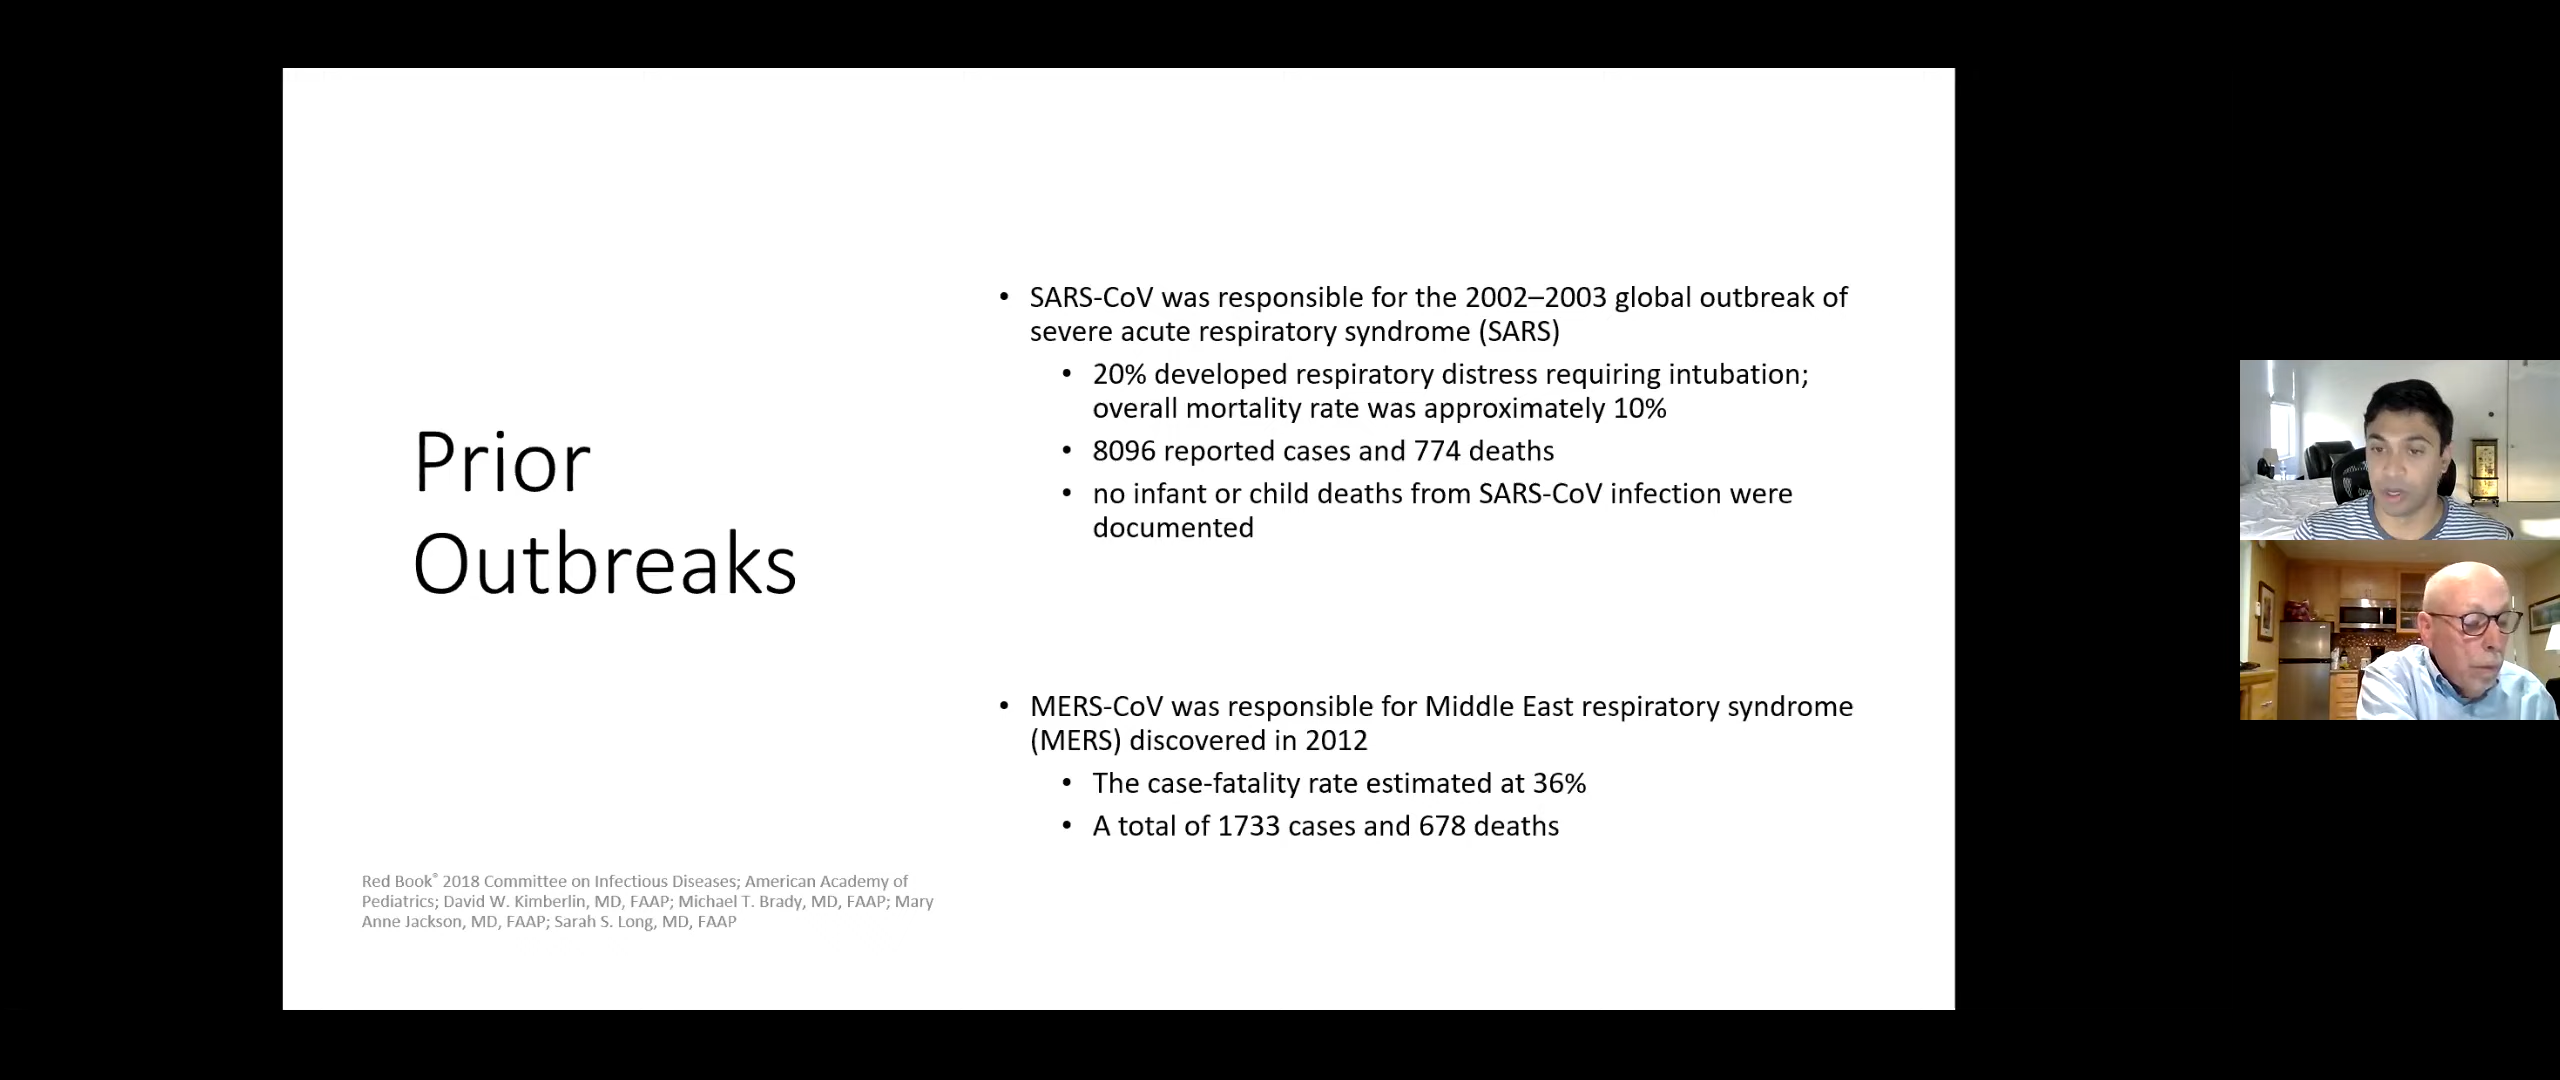 Prior
Outbreaks
• SARS-CoV was responsible for the 2002–2003 global outbreak of
severe acute respiratory syndrome (SARS)
• 20% developed respiratory distress requiring intubation;
overall mortality rate was approximately 10%
• 8096 reported cases and 774 deaths
• no infant or child deaths from SARS-CoV infection were
documented
• MERS-CoV was responsible for Middle East respiratory syndrome
(MERS) discovered in 2012
• The case-fatality rate estimated at 36%
• A total of 1733 cases and 678 deaths
Red Book® 2018 Committee on Infectious Diseases; American Academy of
Pediatrics; David W. Kimberlin, MD, FAAP; Michael T. Brady, MD, FAAP; Mary
Anne Jackson, MD, FAAP; Sarah S. Long, MD, FAAP